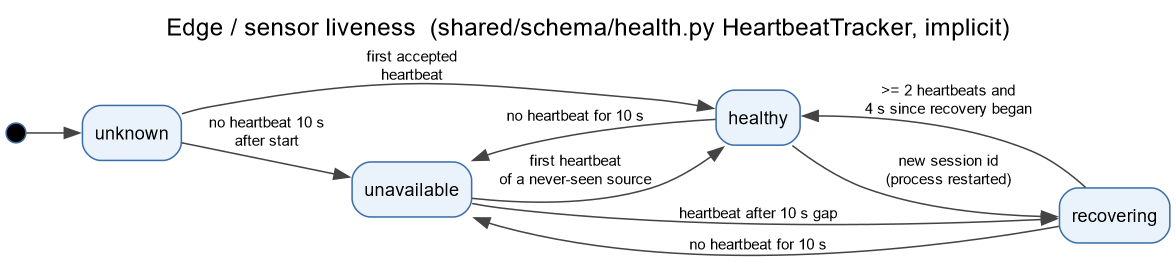 Edge / sensor liveness  (shared/schema/health.py HeartbeatTracker, implicit)
first accepted
heartbeat
>= 2 heartbeats and
4 s since recovery began
no heartbeat for 10 s
healthy
unknown
no heartbeat 10 s
after start
first heartbeat
of a never-seen source
new session id
(process restarted)
unavailable
heartbeat after 10 s gap
recovering
no heartbeat for 10 s